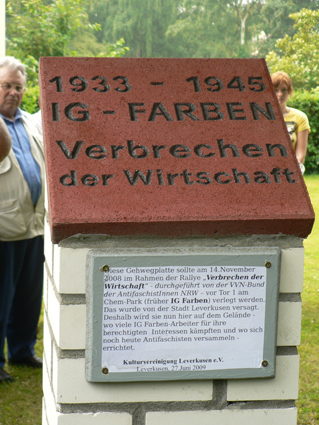 1933 - 1945
IG - FARBEN
Verbrechen
der Wirtschaft
Diese Gehwegplatte sollte am 14.November
2008 im Rahmen der Rallye „Verbrechen der
Wirtschaft" - durchgeführt von der VVN-Bund
der AntifaschistInnen NRW – vor Tor 1 am
Chem-Park (früher IG Farben) verlegt werden.
Das wurde von der Stadt Leverkusen versagt.
Deshalb wird sie nun hier auf dem Gelände -
wo viele IG Farben-Arbeiter für ihre
berechtigten Interessen kämpften und wo sich
noch heute Antifaschisten versammeln -
errichtet.
Kulturvereinigung Leverkusen e.V.
Leverkusen, 27 Juni 2009